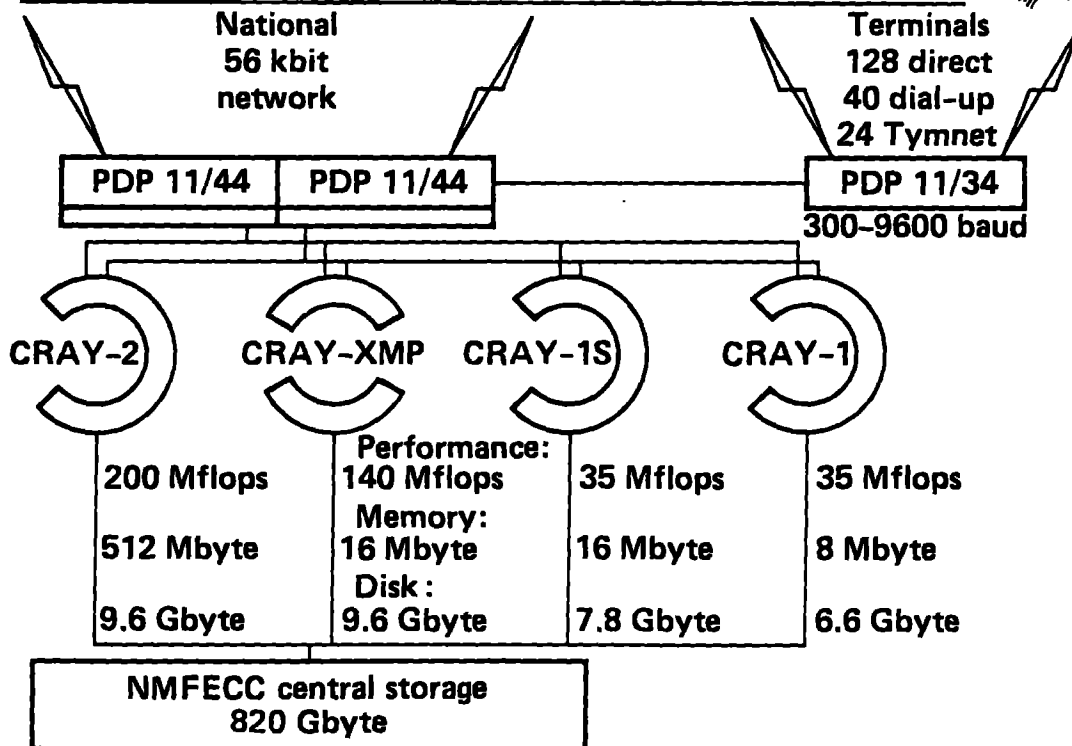 National
56 kbit
network
Terminals
128 direct
40 dial-up
24 Tymnet
PDP 11/44
PDP 11/44
PDP 11/34
300-9600 baud
CRAY-2
CRAY-XMP
CRAY-1S
CRAY-1
Performance:
200 Mflops
140 Mflops
35 Mflops
35 Mflops
Memory:
512 Mbyte
16 Mbyte
16 Mbyte
8 Mbyte
Disk :
9.6 Gbyte
9.6 Gbyte
7.8 Gbyte
6.6 Gbyte
NMFECC central storage
820 Gbyte